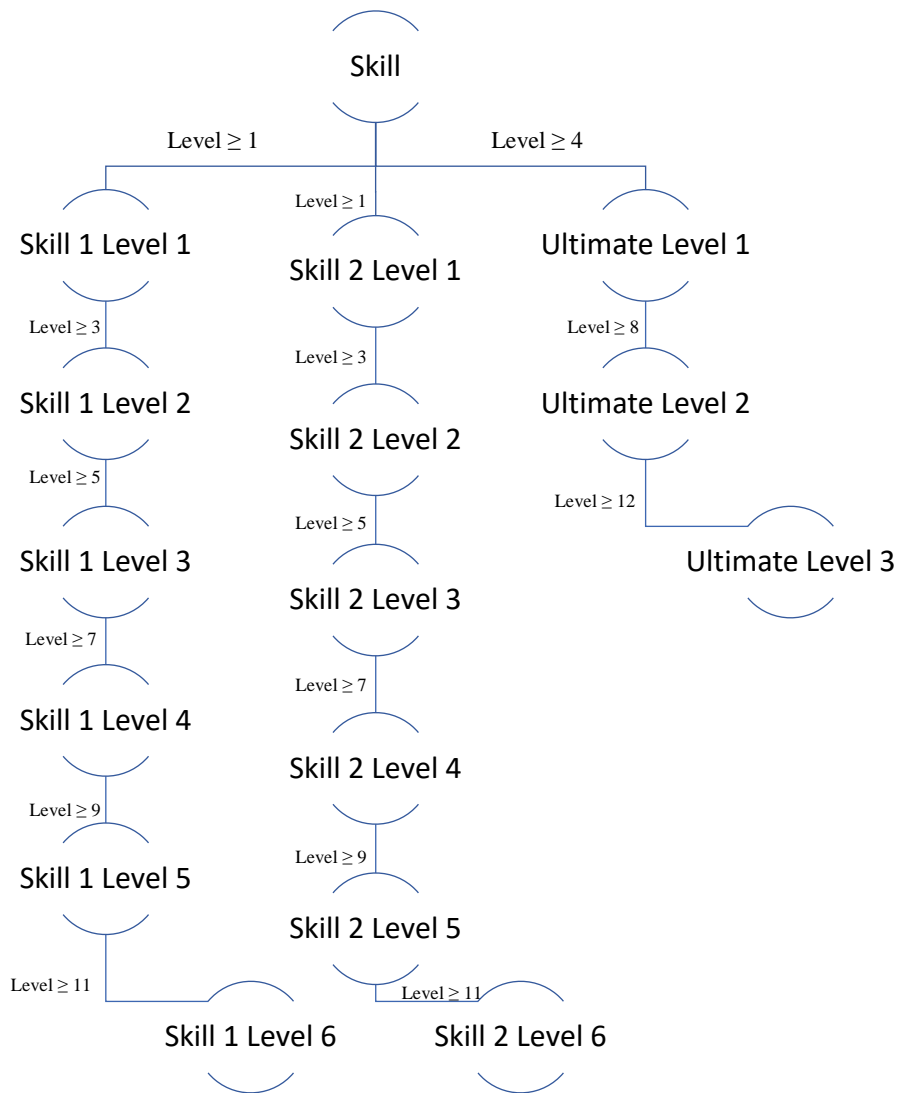 Skill
Level ≥ 1
Level ≥ 4
Level ≥ 1
Skill 1 Level 1
Skill 2 Level 1
Ultimate Level 1
Level ≥ 3
Level ≥ 3
Level ≥ 8
Skill 1 Level 2
Skill 2 Level 2
Ultimate Level 2
Level ≥ 5
Level ≥ 5
Level ≥ 12
Skill 1 Level 3
Skill 2 Level 3
Ultimate Level 3
Level ≥ 7
Level ≥ 7
Skill 1 Level 4
Skill 2 Level 4
Level ≥ 9
Level ≥ 9
Skill 1 Level 5
Skill 2 Level 5
Level ≥ 11
Level ≥ 11
Skill 1 Level 6
Skill 2 Level 6